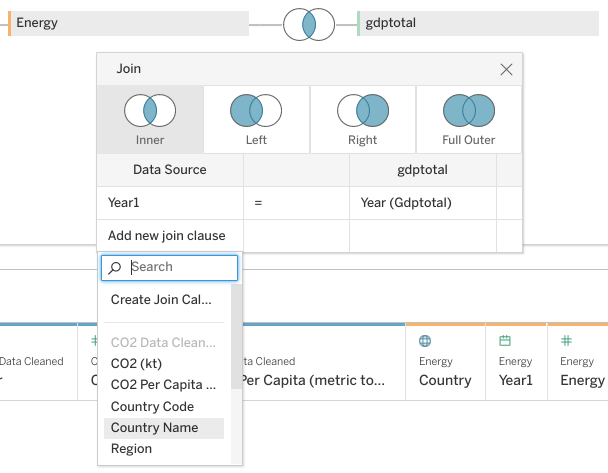 Energy
gdptotal
Join
Inner
Left
Right
Full Outer
Data Source
gdptotal
Year1
=
Year (Gdptotal)
Add new join clause
Search
Create Join Cal...
CO2 Data Clean...
CO2 (kt)
CO2 Per Capita ...
Country Code
Country Name
Region
Data Cleaned
ta Cleaned
Per Capita (metric to...
Energy
Country
Energy
Year1
Energy
Energy